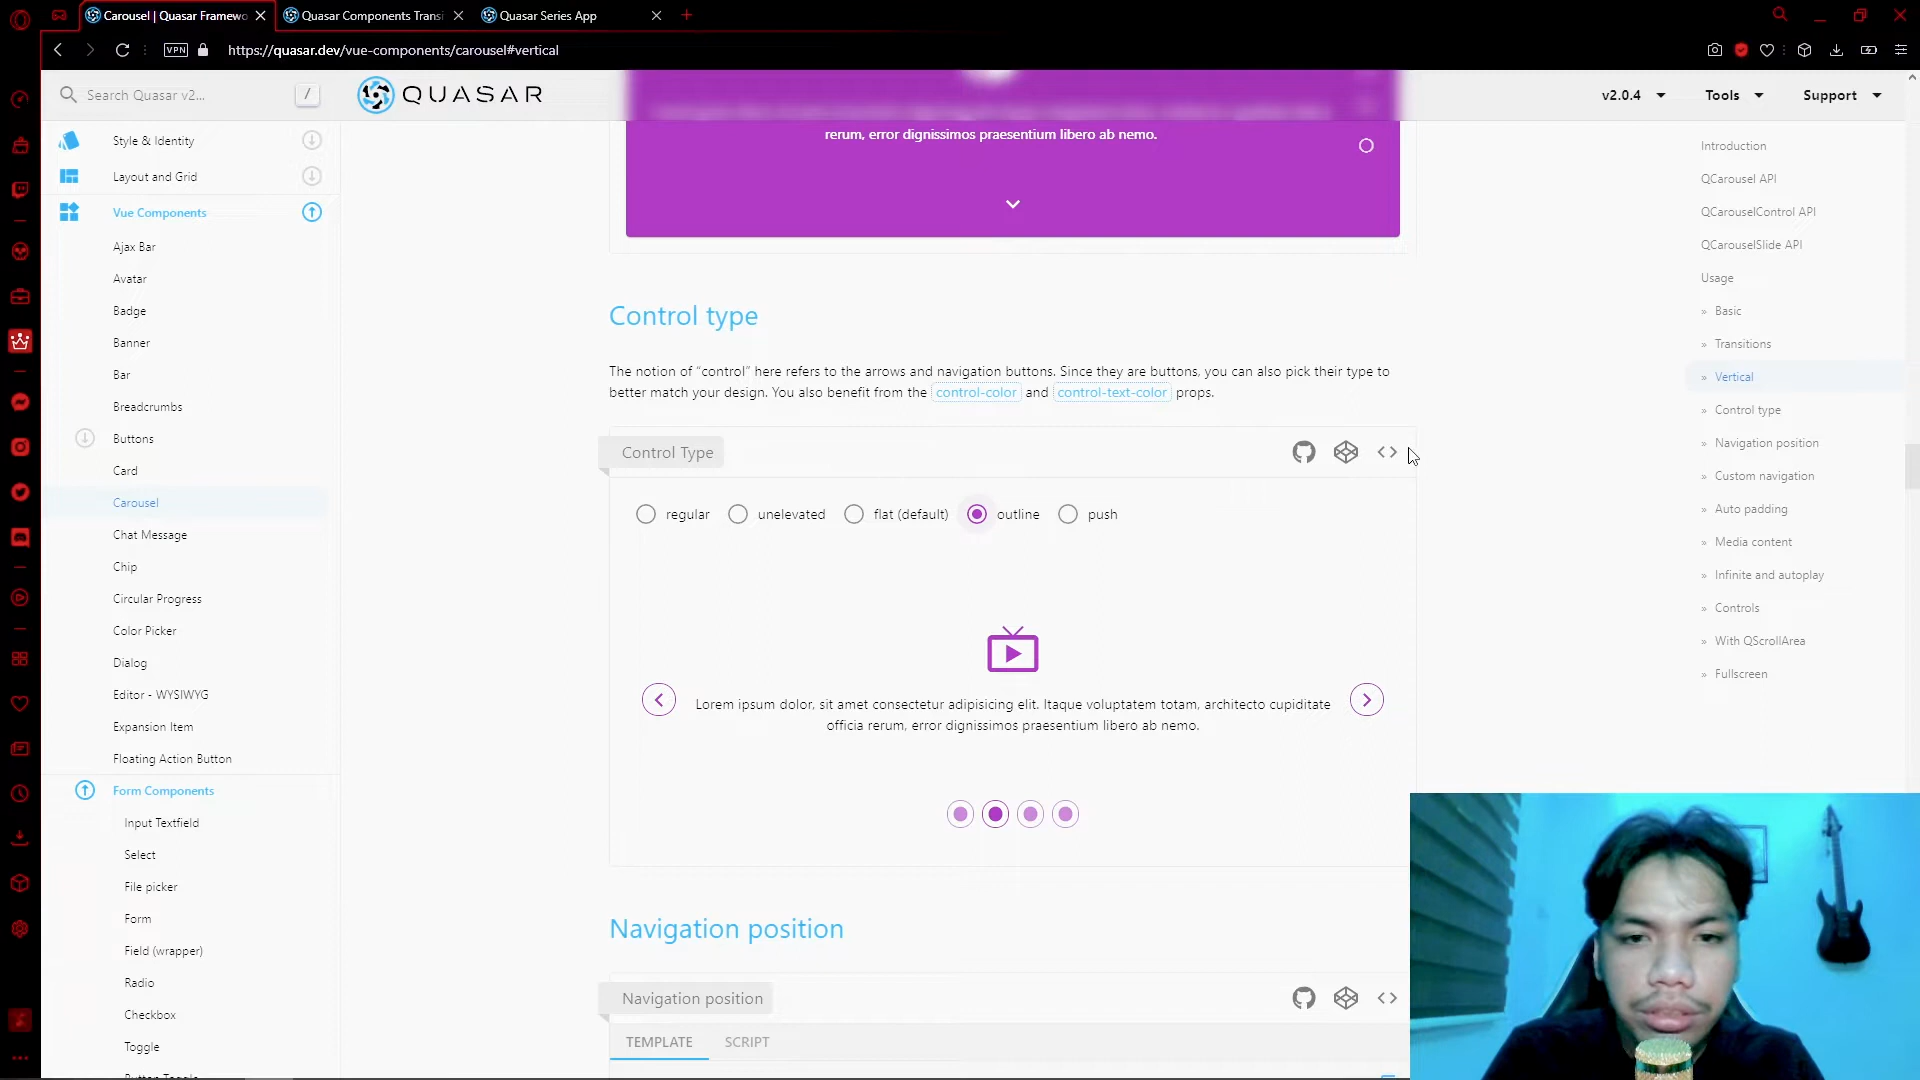 Carousel | Quasar Framewo
Quasar Components Transi
Quasar Series App
VPN
https://quasar.dev/vue-components/carousel#vertical
Search Quasar v2...
/
QUASAR
v2.0.4
Tools
Support
Style & Identity
Layout and Grid
Vue Components
Ajax Bar
Avatar
Badge
Banner
Bar
Breadcrumbs
Buttons
Card
Carousel
Chat Message
Chip
Circular Progress
Color Picker
Dialog
Editor - WYSIWYG
Expansion Item
Floating Action Button
Form Components
Input Textfield
Select
File picker
Form
Field (wrapper)
Radio
Checkbox
Toggle
Button Toggle
rerum, error dignissimos praesentium libero ab nemo.
Control type
The notion of “control” here refers to the arrows and navigation buttons. Since they are buttons, you can also pick their type to
better match your design. You also benefit from the control-color and control-text-color props.
Control Type
regular
unelevated
flat (default)
outline
push
Lorem ipsum dolor, sit amet consectetur adipisicing elit. Itaque voluptatem totam, architecto cupiditate
officia rerum, error dignissimos praesentium libero ab nemo.
Navigation position
Navigation position
TEMPLATE
SCRIPT
Introduction
QCarousel API
QCarouselControl API
QCarouselSlide API
Usage
» Basic
» Transitions
» Vertical
» Control type
» Navigation position
» Custom navigation
» Auto padding
» Media content
» Infinite and autoplay
» Controls
» With QScrollArea
» Fullscreen